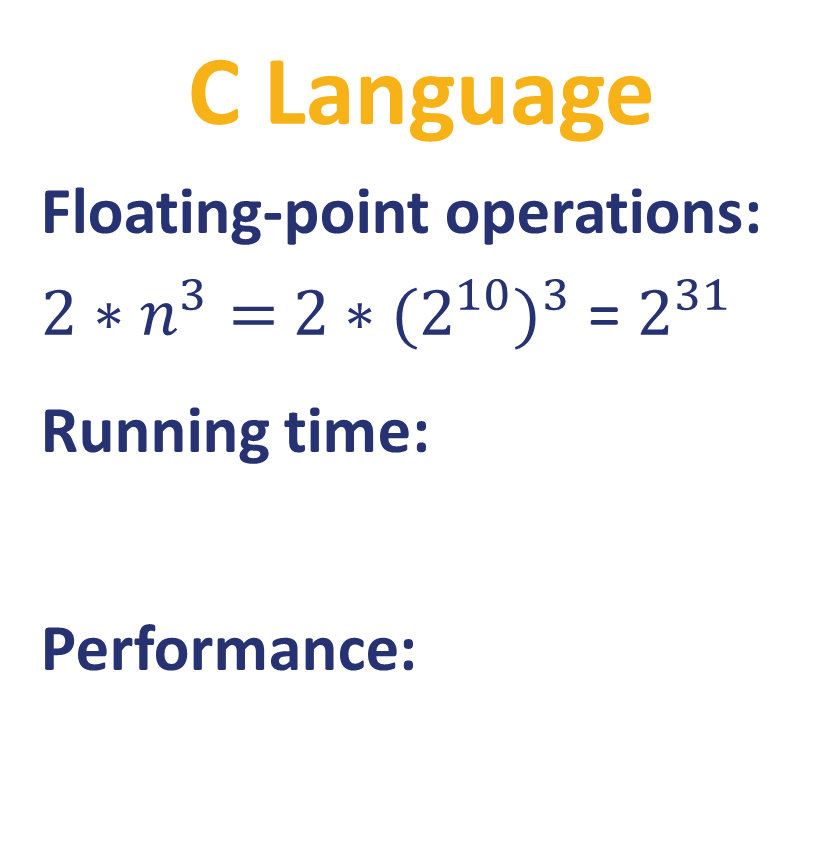 C Language
Floating-point operations:
2 * n³ = 2 * (2¹⁰)³ = 2³¹
Running time:
Performance: